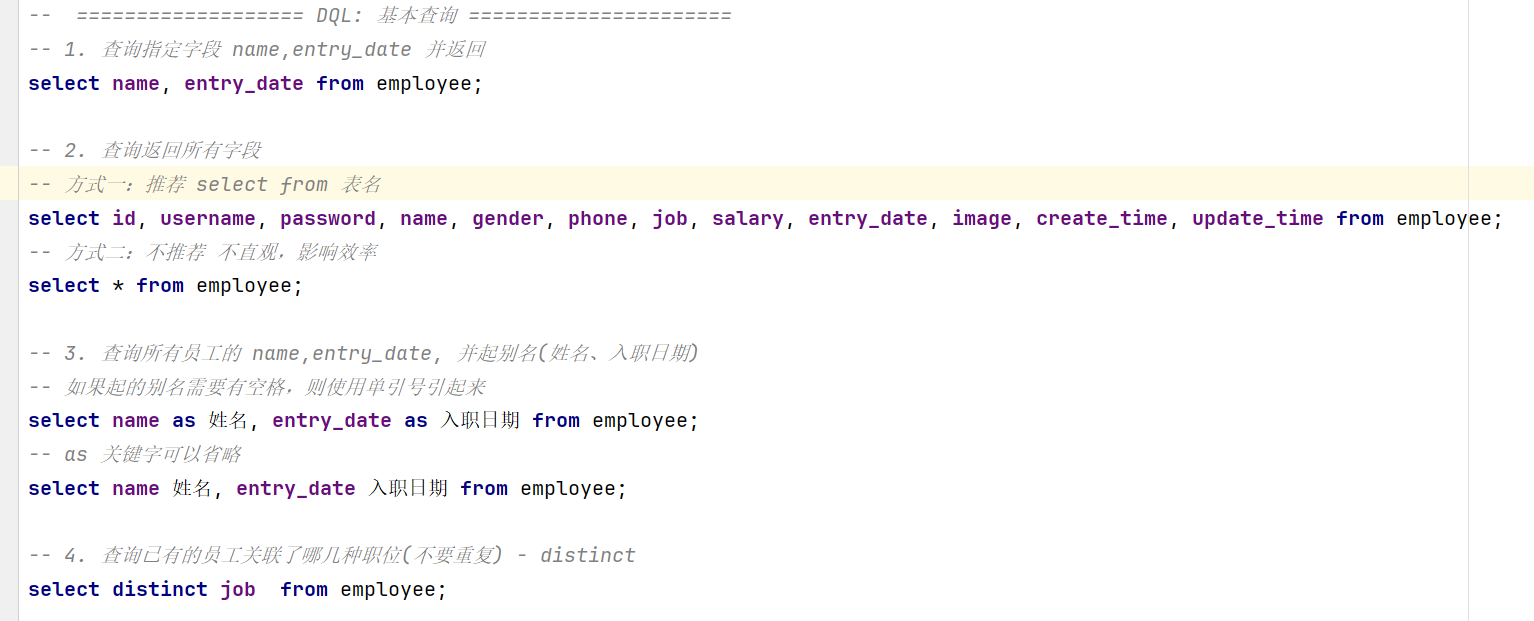 --  =================== DQL: 基本查询 ======================
-- 1. 查询指定字段 name,entry_date 并返回
select name, entry_date from employee;
-- 2. 查询返回所有字段
-- 方式一：推荐 select from 表名
select id, username, password, name, gender, phone, job, salary, entry_date, image, create_time, update_time from employee;
-- 方式二：不推荐 不直观，影响效率
select * from employee;
-- 3. 查询所有员工的 name,entry_date, 并起别名(姓名、入职日期)
-- 如果起的别名需要有空格，则使用单引号引起来
select name as 姓名, entry_date as 入职日期 from employee;
-- as 关键字可以省略
select name 姓名, entry_date 入职日期 from employee;
-- 4. 查询已有的员工关联了哪几种职位(不要重复) - distinct
select distinct job  from employee;